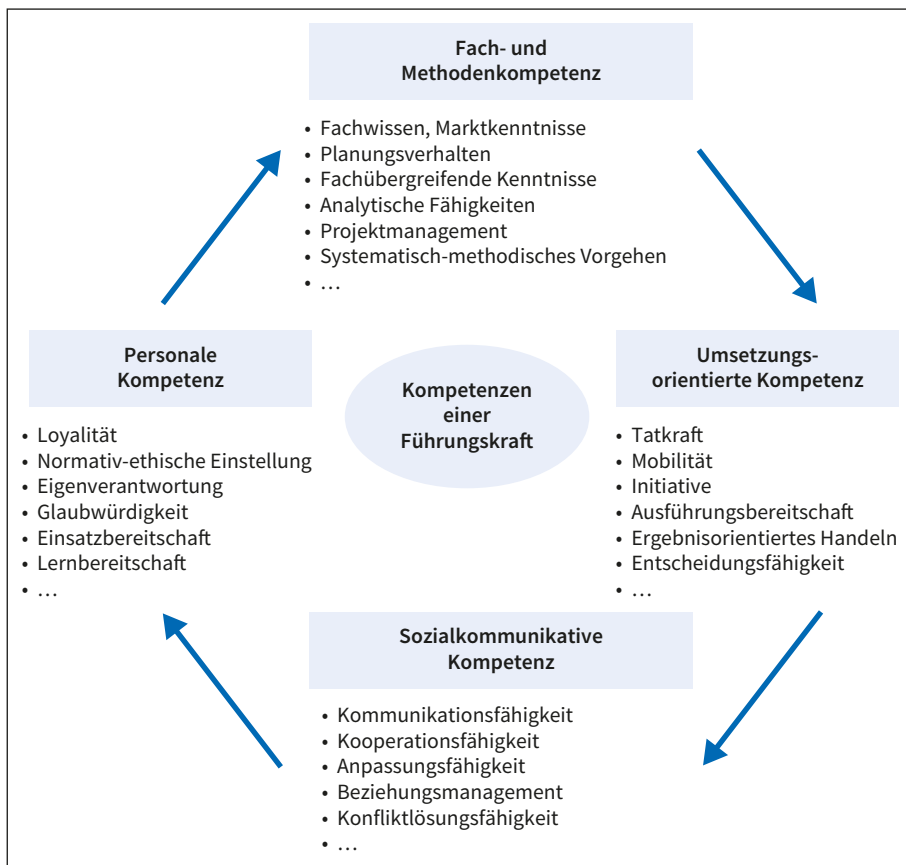 Fach- und
Methodenkompetenz
• Fachwissen, Marktkenntnisse
• Planungsverhalten
• Fachübergreifende Kenntnisse
• Analytische Fähigkeiten
• Projektmanagement
• Systematisch-methodisches Vorgehen
• …
Personale
Kompetenz
• Loyalität
• Normativ-ethische Einstellung
• Eigenverantwortung
• Glaubwürdigkeit
• Einsatzbereitschaft
• Lernbereitschaft
• …
Kompetenzen
einer
Führungskraft
Umsetzungs-
orientierte Kompetenz
• Tatkraft
• Mobilität
• Initiative
• Ausführungsbereitschaft
• Ergebnisorientiertes Handeln
• Entscheidungsfähigkeit
• …
Sozialkommunikative
Kompetenz
• Kommunikationsfähigkeit
• Kooperationsfähigkeit
• Anpassungsfähigkeit
• Beziehungsmanagement
• Konfliktlösungsfähigkeit
• …